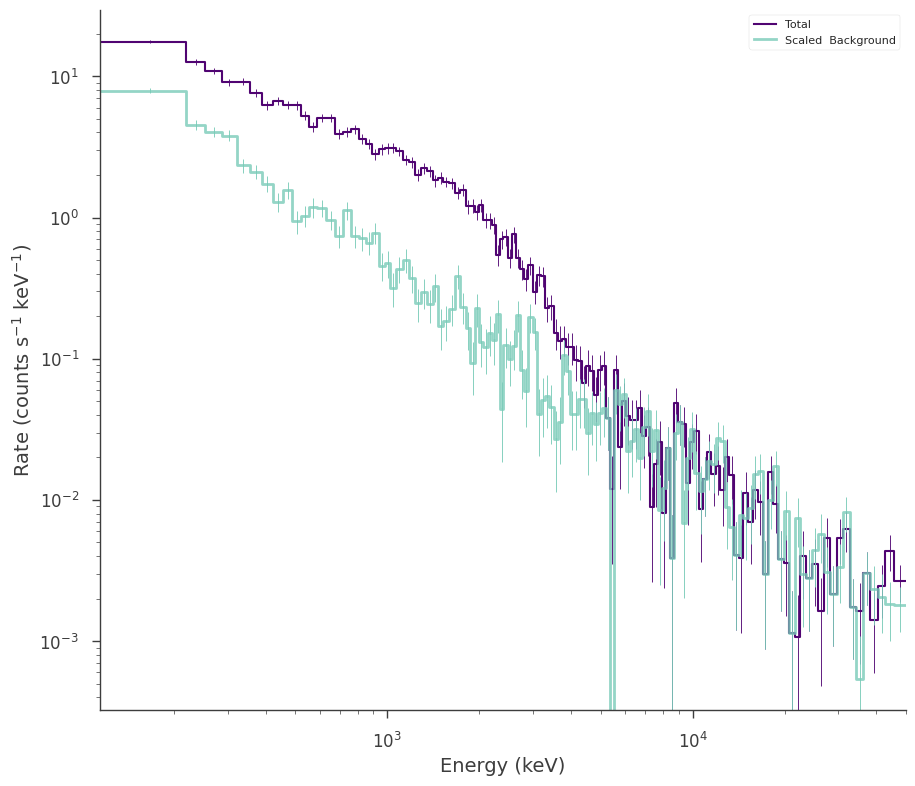 Total
Scaled  Background
Rate (counts s⁻¹ keV⁻¹)
10¹
10⁰
10⁻¹
10⁻²
10⁻³
10³
10⁴
Energy (keV)